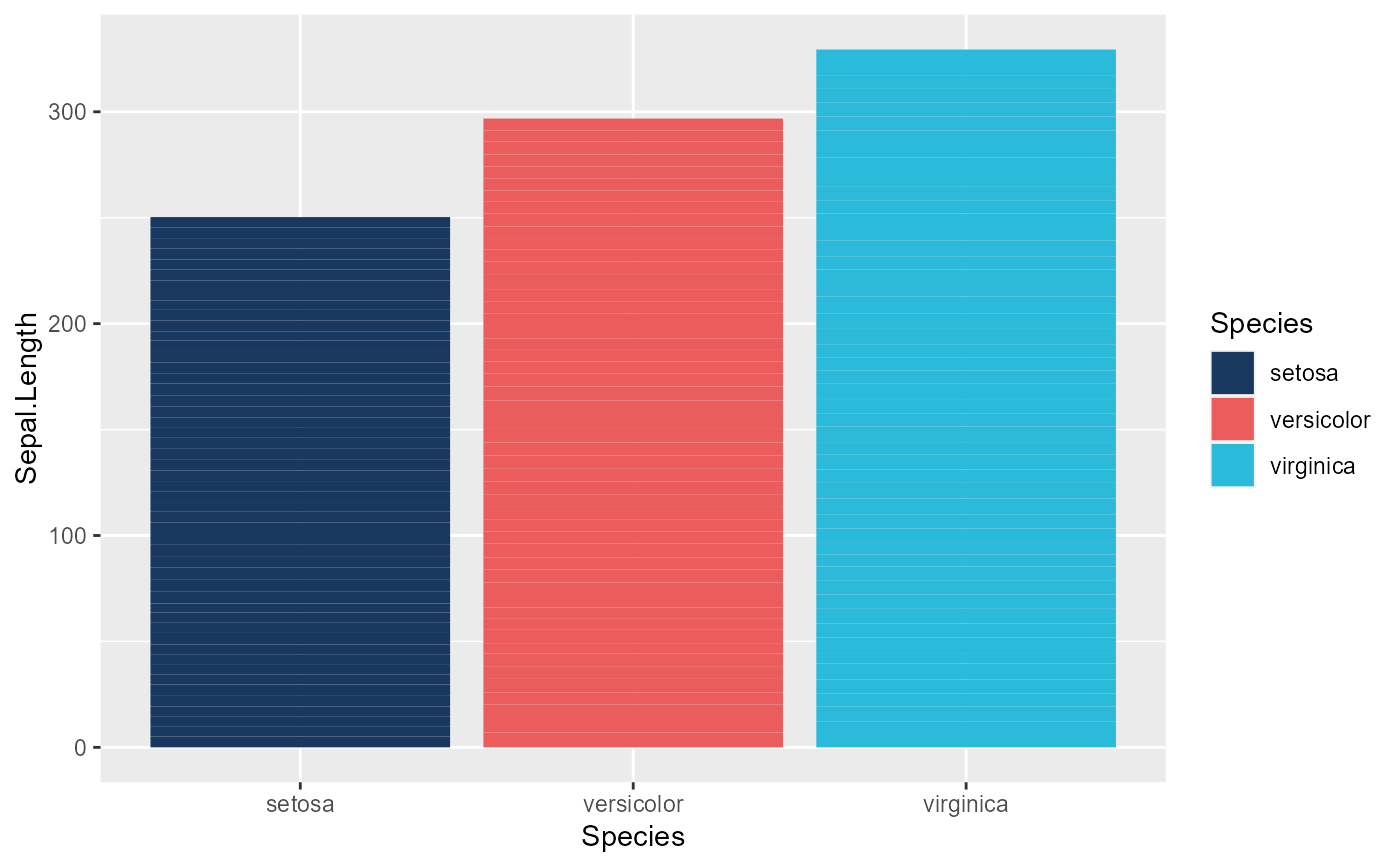 Sepal.Length
300
200
100
0
setosa
versicolor
virginica
Species
Species
setosa
versicolor
virginica